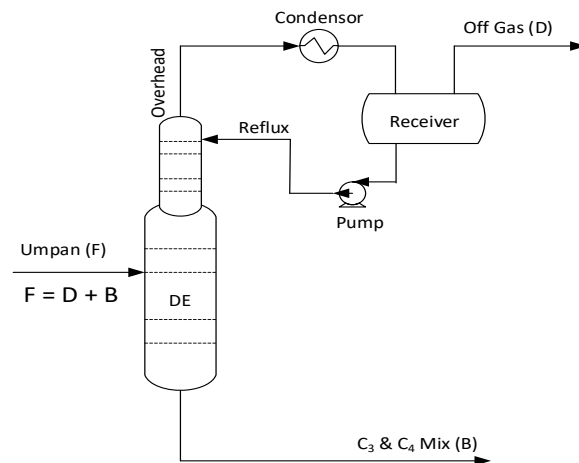 Condensor
Off Gas (D)
Overhead
Reflux
Receiver
Pump
Umpan (F)
F = D + B
DE
C₃ & C₄ Mix (B)